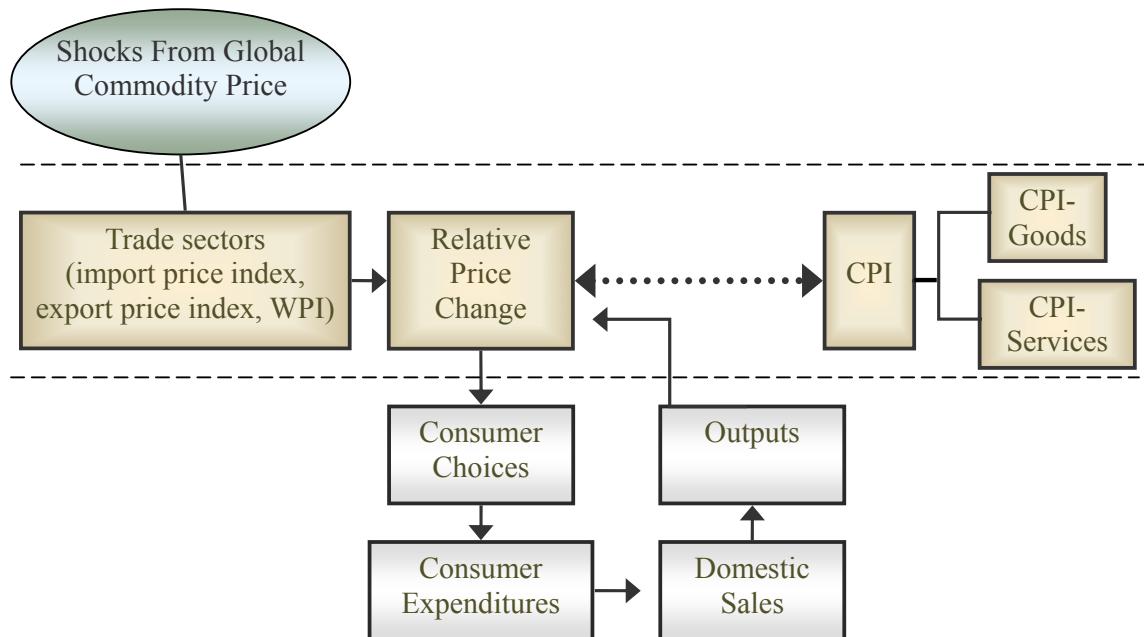 Shocks From Global
Commodity Price
Trade sectors
(import price index,
export price index, WPI)
Relative
Price
Change
CPI
CPI-
Goods
CPI-
Services
Consumer
Choices
Outputs
Consumer
Expenditures
Domestic
Sales